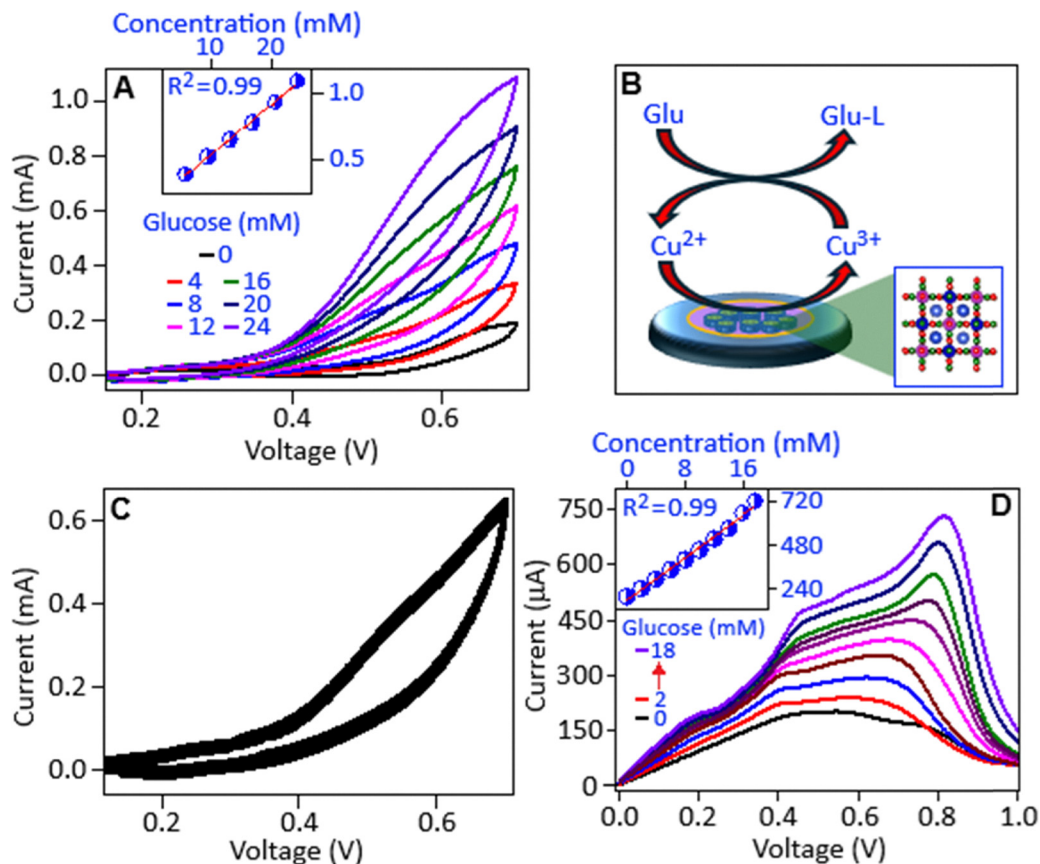 Concentration (mM)
10 20
A
R²=0.99
1.0
0.5
Glucose (mM)
0
4 16
8 20
12 24
1.0
0.8
0.6
0.4
0.2
0.0
Current (mA)
0.2 0.4 0.6
Voltage (V)
B
Glu Glu-L
Cu²⁺ Cu³⁺
C
0.6
0.4
0.2
0.0
Current (mA)
0.2 0.4 0.6
Voltage (V)
Concentration (mM)
0 8 16
D
R²=0.99
720
480
240
Glucose (mM)
18
2
0
750
600
450
300
150
0
Current (µA)
0.0 0.2 0.4 0.6 0.8 1.0
Voltage (V)